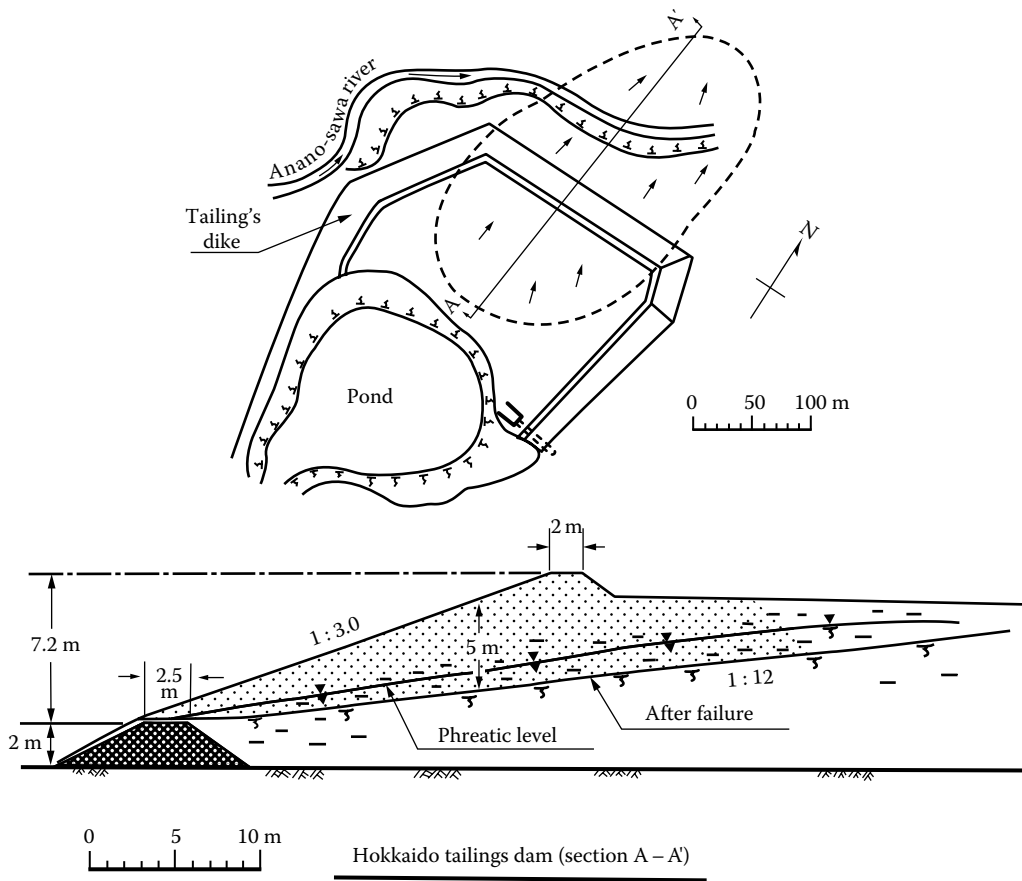 A'
Anano-sawa river
Tailing's
dike
N
A
Pond
0 50 100 m
2 m
7.2 m
1 : 3.0
2.5
m
5 m
1 : 12
After failure
Phreatic level
2 m
0 5 10 m
Hokkaido tailings dam (section A – A')